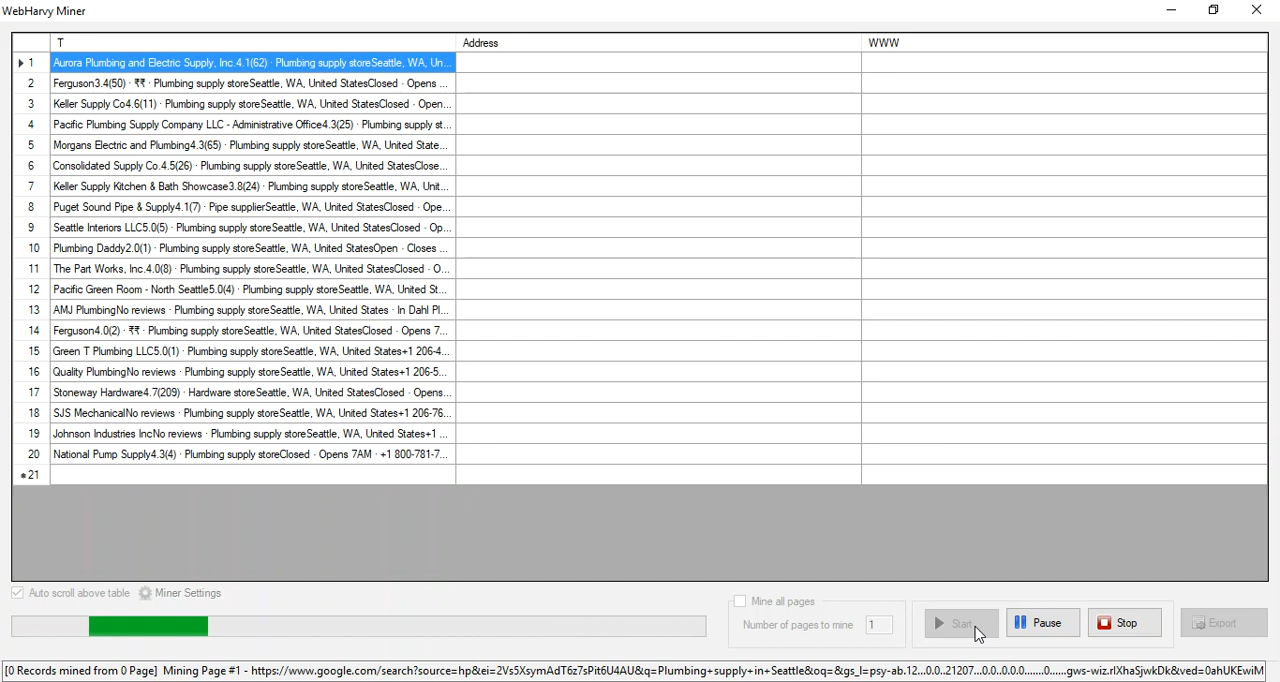 WebHarvy Miner
T Address WWW
1 Aurora Plumbing and Electric Supply, Inc.4.1(62) · Plumbing supply storeSeattle, WA, Un...
2 Ferguson3.4(50) · ₹₹ · Plumbing supply storeSeattle, WA, United StatesClosed · Opens ...
3 Keller Supply Co4.6(11) · Plumbing supply storeSeattle, WA, United StatesClosed · Open...
4 Pacific Plumbing Supply Company LLC - Administrative Office4.3(25) · Plumbing supply st...
5 Morgans Electric and Plumbing4.3(65) · Plumbing supply storeSeattle, WA, United State...
6 Consolidated Supply Co.4.5(26) · Plumbing supply storeSeattle, WA, United StatesClose...
7 Keller Supply Kitchen & Bath Showcase3.8(24) · Plumbing supply storeSeattle, WA, Unit...
8 Puget Sound Pipe & Supply4.1(7) · Pipe supplierSeattle, WA, United StatesClosed · Ope...
9 Seattle Interiors LLC5.0(5) · Plumbing supply storeSeattle, WA, United StatesClosed · Op...
10 Plumbing Daddy2.0(1) · Plumbing supply storeSeattle, WA, United StatesOpen · Closes ...
11 The Part Works, Inc.4.0(8) · Plumbing supply storeSeattle, WA, United StatesClosed · O...
12 Pacific Green Room - North Seattle5.0(4) · Plumbing supply storeSeattle, WA, United St...
13 AMJ PlumbingNo reviews · Plumbing supply storeSeattle, WA, United States · In Dahl Pl...
14 Ferguson4.0(2) · ₹₹ · Plumbing supply storeSeattle, WA, United StatesClosed · Opens 7...
15 Green T Plumbing LLC5.0(1) · Plumbing supply storeSeattle, WA, United States+1 206-4...
16 Quality PlumbingNo reviews · Plumbing supply storeSeattle, WA, United States+1 206-5...
17 Stoneway Hardware4.7(209) · Hardware storeSeattle, WA, United StatesClosed · Opens...
18 SJS MechanicalNo reviews · Plumbing supply storeSeattle, WA, United States+1 206-76...
19 Johnson Industries IncNo reviews · Plumbing supply storeSeattle, WA, United States+1 ...
20 National Pump Supply4.3(4) · Plumbing supply storeClosed · Opens 7AM · +1 800-781-7...
*21
Auto scroll above table Miner Settings
Mine all pages
Number of pages to mine 1
Start Pause Stop Export
[0 Records mined from 0 Page] Mining Page #1 - https://www.google.com/search?source=hp&ei=2Vs5XsymAdT6z7sPit6U4AU&q=Plumbing+supply+in+Seattle&oq=&gs_l=psy-ab.12...0.0..21207...0.0..0.0.0.......0......gws-wiz.rIXhaSjwkDk&ved=0ahUKEwiM